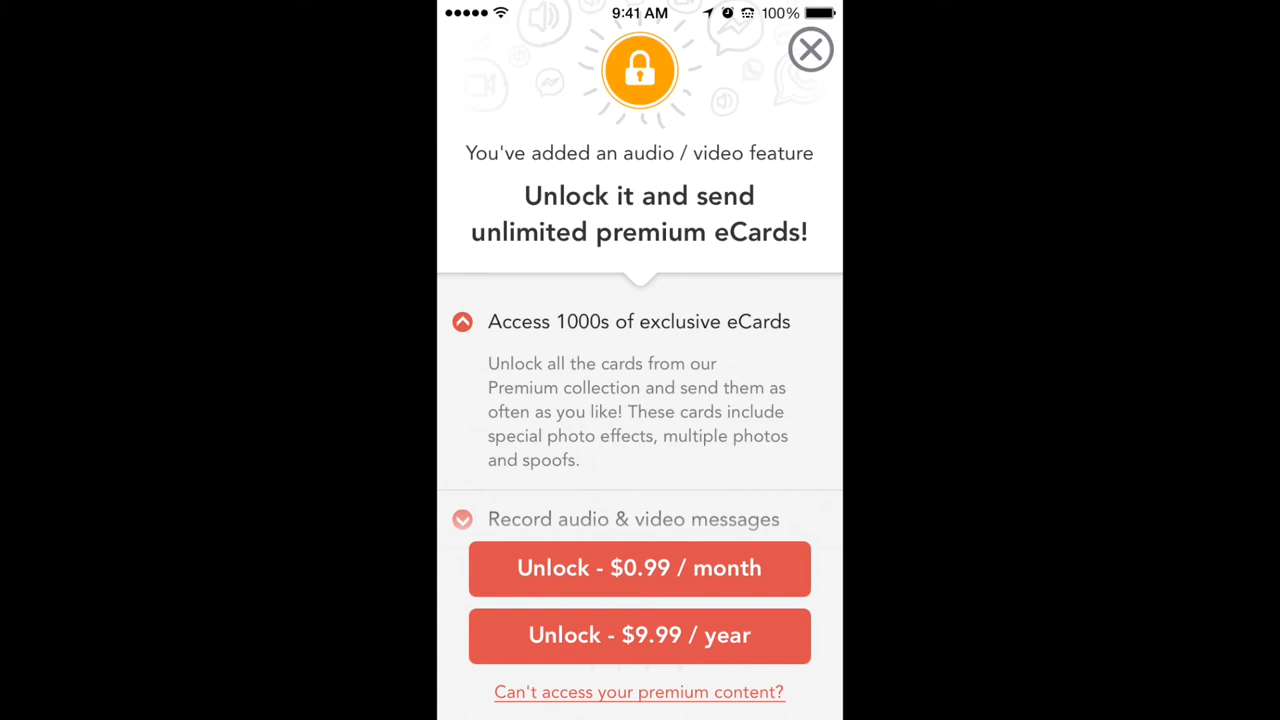 9:41 AM 100%
You've added an audio / video feature
Unlock it and send
unlimited premium eCards!
Access 1000s of exclusive eCards
Unlock all the cards from our
Premium collection and send them as
often as you like! These cards include
special photo effects, multiple photos
and spoofs.
Record audio & video messages
Unlock - $0.99 / month
Unlock - $9.99 / year
Can't access your premium content?